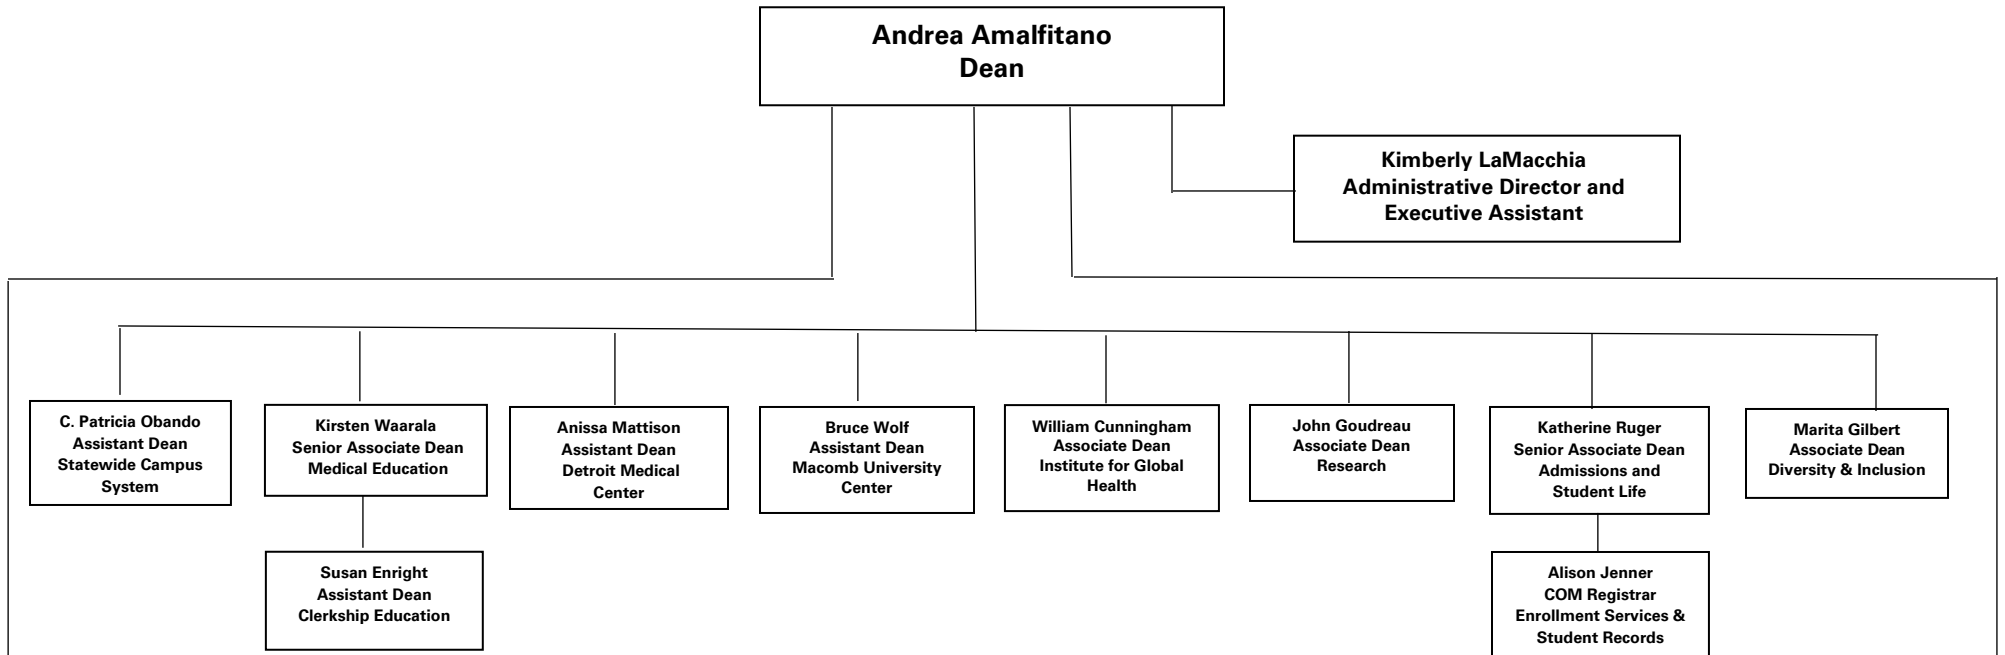 Andrea Amalfitano
Dean
Kimberly LaMacchia
Administrative Director and
Executive Assistant
C. Patricia Obando
Assistant Dean
Statewide Campus
System
Kirsten Waarala
Senior Associate Dean
Medical Education
Anissa Mattison
Assistant Dean
Detroit Medical
Center
Bruce Wolf
Assistant Dean
Macomb University
Center
William Cunningham
Associate Dean
Institute for Global
Health
John Goudreau
Associate Dean
Research
Katherine Ruger
Senior Associate Dean
Admissions and
Student Life
Marita Gilbert
Associate Dean
Diversity & Inclusion
Susan Enright
Assistant Dean
Clerkship Education
Alison Jenner
COM Registrar
Enrollment Services &
Student Records